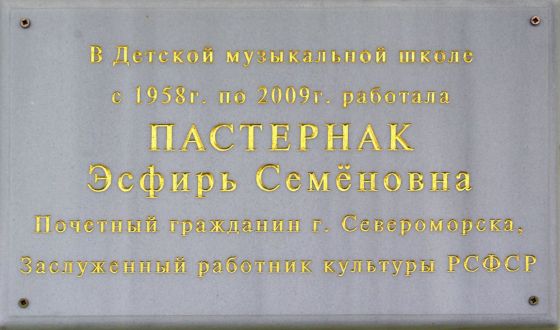 В Детской музыкальной школе
с 1958г. по 2009г. работала
ПАСТЕРНАК
Эсфирь Семёновна
Почетный гражданин г. Североморска,
Заслуженный работник культуры РСФСР